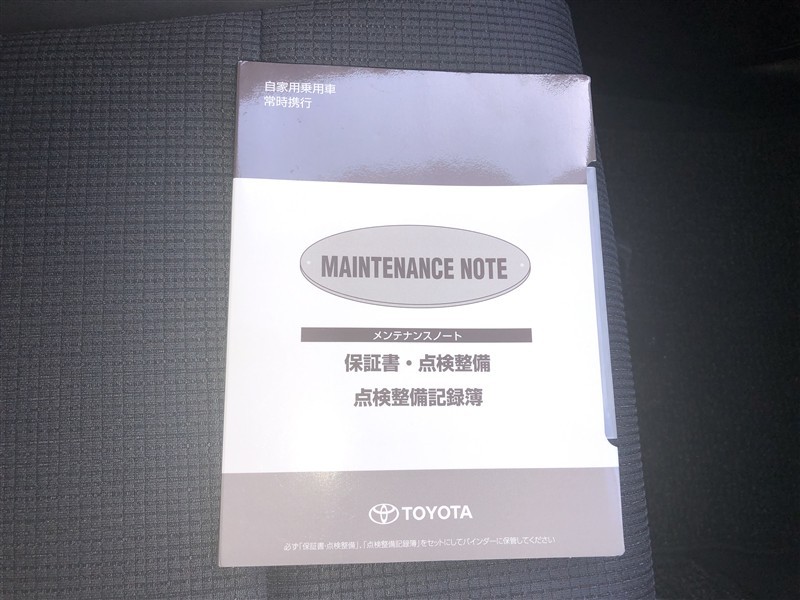 自家用乗用車
常時携行
MAINTENANCE NOTE
メンテナンスノート
保証書・点検整備
点検整備記録簿
TOYOTA
必ず「保証書・点検整備」、「点検整備記録簿」をセットにしてバインダーに保管してください